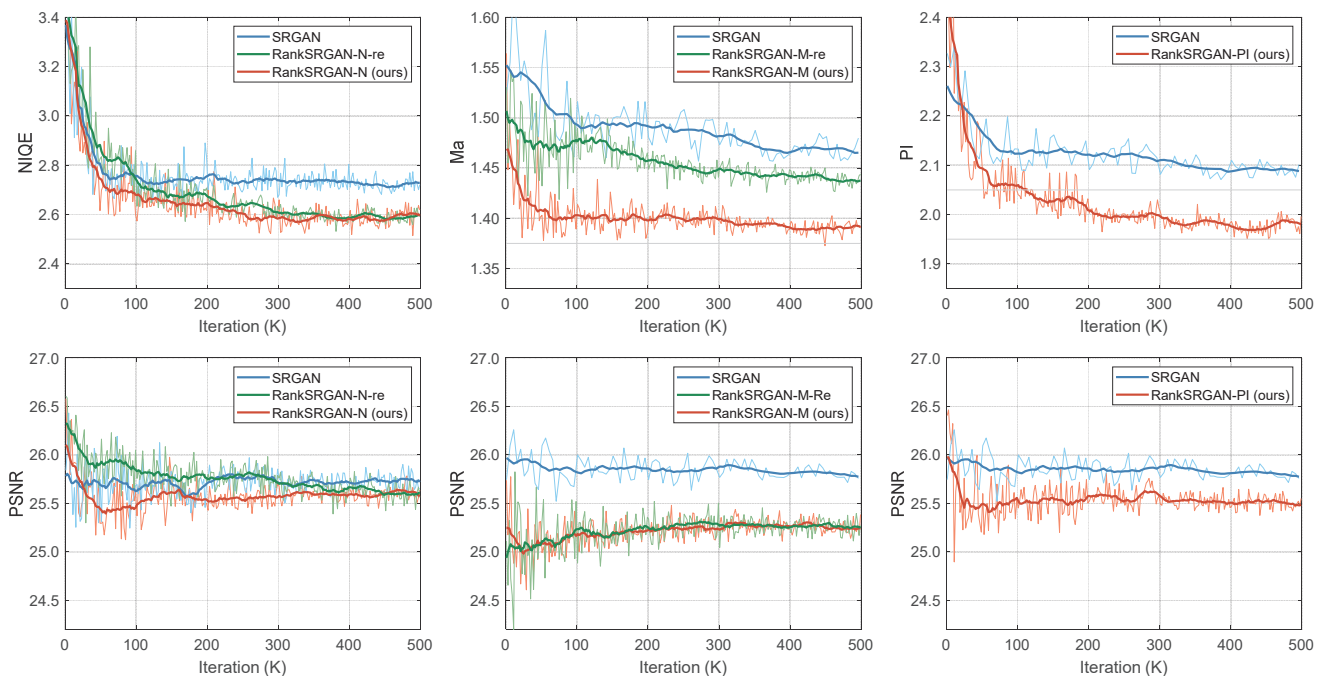 NIQE
3.4
3.2
3.0
2.8
2.6
2.4
SRGAN
RankSRGAN-N-re
RankSRGAN-N (ours)
0 100 200 300 400 500
Iteration (K)
Ma
1.60
1.55
1.50
1.45
1.40
1.35
SRGAN
RankSRGAN-M-re
RankSRGAN-M (ours)
0 100 200 300 400 500
Iteration (K)
PI
2.4
2.3
2.2
2.1
2.0
1.9
SRGAN
RankSRGAN-PI (ours)
0 100 200 300 400 500
Iteration (K)
PSNR
27.0
26.5
26.0
25.5
25.0
24.5
SRGAN
RankSRGAN-N-re
RankSRGAN-N (ours)
0 100 200 300 400 500
Iteration (K)
PSNR
27.0
26.5
26.0
25.5
25.0
24.5
SRGAN
RankSRGAN-M-Re
RankSRGAN-M (ours)
0 100 200 300 400 500
Iteration (K)
PSNR
27.0
26.5
26.0
25.5
25.0
24.5
SRGAN
RankSRGAN-PI (ours)
0 100 200 300 400 500
Iteration (K)